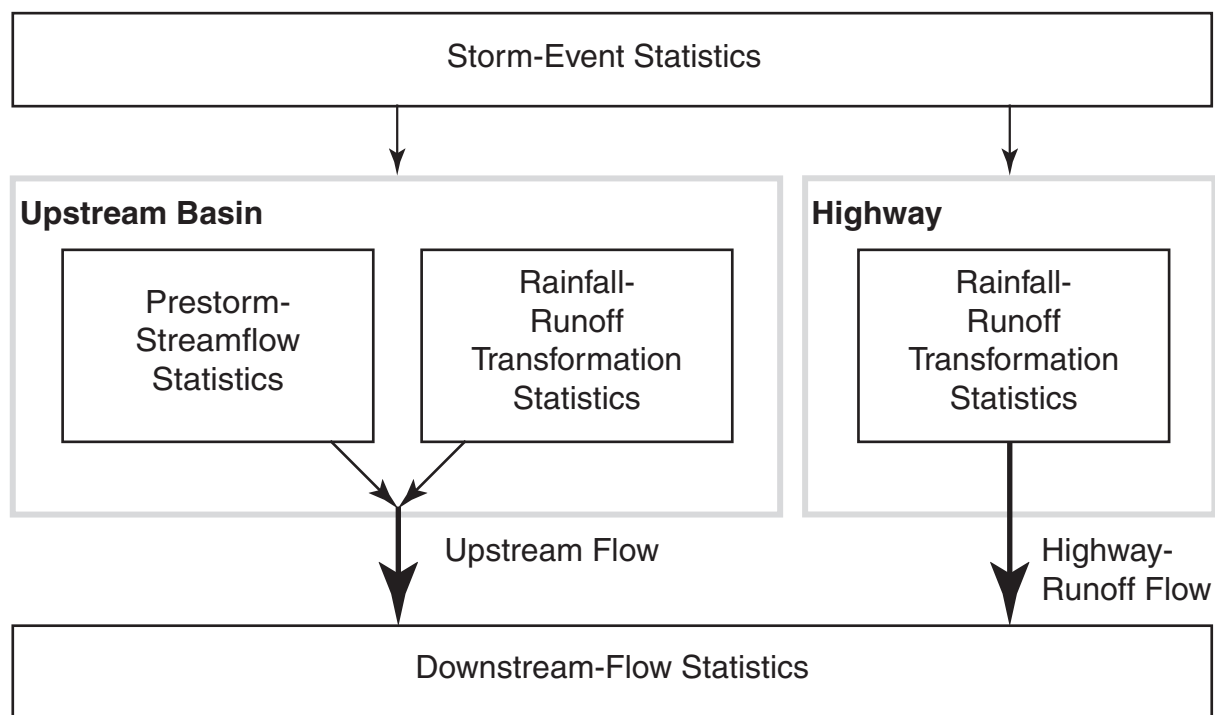 Storm-Event Statistics
Upstream Basin
Prestorm-
Streamflow
Statistics
Rainfall-
Runoff
Transformation
Statistics
Highway
Rainfall-
Runoff
Transformation
Statistics
Upstream Flow
Highway-
Runoff Flow
Downstream-Flow Statistics